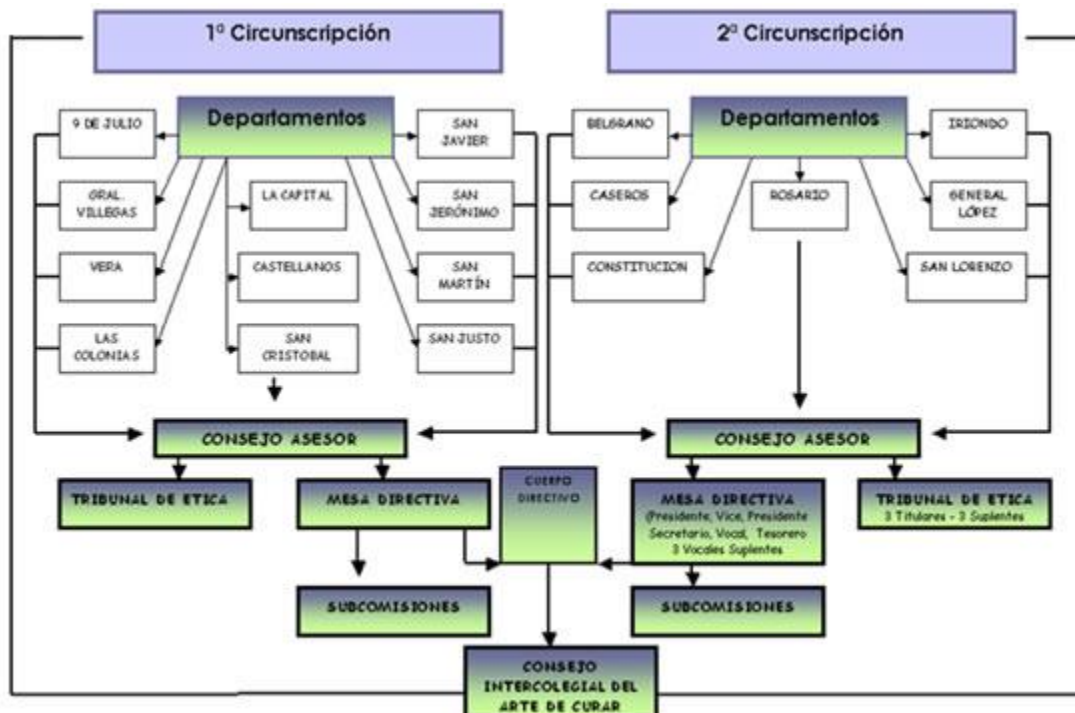 1ª Circunscripción
2ª Circunscripción
Departamentos
9 DE JULIO
SAN
JAVIER
GRAL.
VILLEGAS
LA CAPITAL
SAN
JERÓNIMO
VERA
CASTELLANOS
SAN
MARTÍN
LAS
COLONIAS
SAN
CRISTOBAL
SAN JUSTO
Departamentos
BELGRANO
IRIONDO
CASEROS
ROSARIO
GENERAL
LÓPEZ
CONSTITUCION
SAN LORENZO
CONSEJO ASESOR
CONSEJO ASESOR
TRIBUNAL DE ETICA
MESA DIRECTIVA
CUERPO
DIRECTIVO
MESA DIRECTIVA
(Presidente, Vice, Presidente
Secretario, Vocal, Tesorero
3 Vocales Suplentes
TRIBUNAL DE ETICA
3 Titulares - 3 Suplentes
SUBCOMISIONES
SUBCOMISIONES
CONSEJO
INTERCOLEGIAL DEL
ARTE DE CURAR